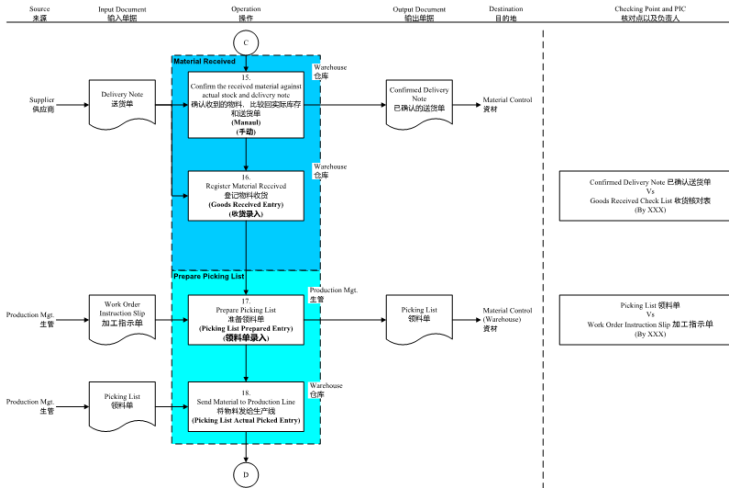 Source
来源
Input Document
输入单据
Operation
操作
Output Document
输出单据
Destination
目的地
Checking Point and PIC
核对点以及负责人
C
Material Received
Warehouse
仓库
Supplier
供应商
Delivery Note
送货单
15.
Confirm the received material against
actual stock and delivery note
确认收到的物料、比较回实际库存
和送货单
(Manaul)
(手动)
Confirmed Delivery
Note
已确认的送货单
Material Control
资材
Warehouse
仓库
16.
Register Material Received
登记物料收货
(Goods Received Entry)
(收货录入)
Confirmed Delivery Note 已确认送货单
Vs
Goods Received Check List 收货核对表
(By XXX)
Prepare Picking List
Production Mgt.
生管
Production Mgt.
生管
Work Order
Instruction Slip
加工指示单
17.
Prepare Picking List
准备领料单
(Picking List Prepared Entry)
(领料单录入)
Picking List
领料单
Material Control
(Warehouse)
资材
Picking List 领料单
Vs
Work Order Instruction Slip 加工指示单
(By XXX)
Warehouse
仓库
Production Mgt.
生管
Picking List
领料单
18.
Send Material to Production Line
将物料发给生产线
(Picking List Actual Picked Entry)
D